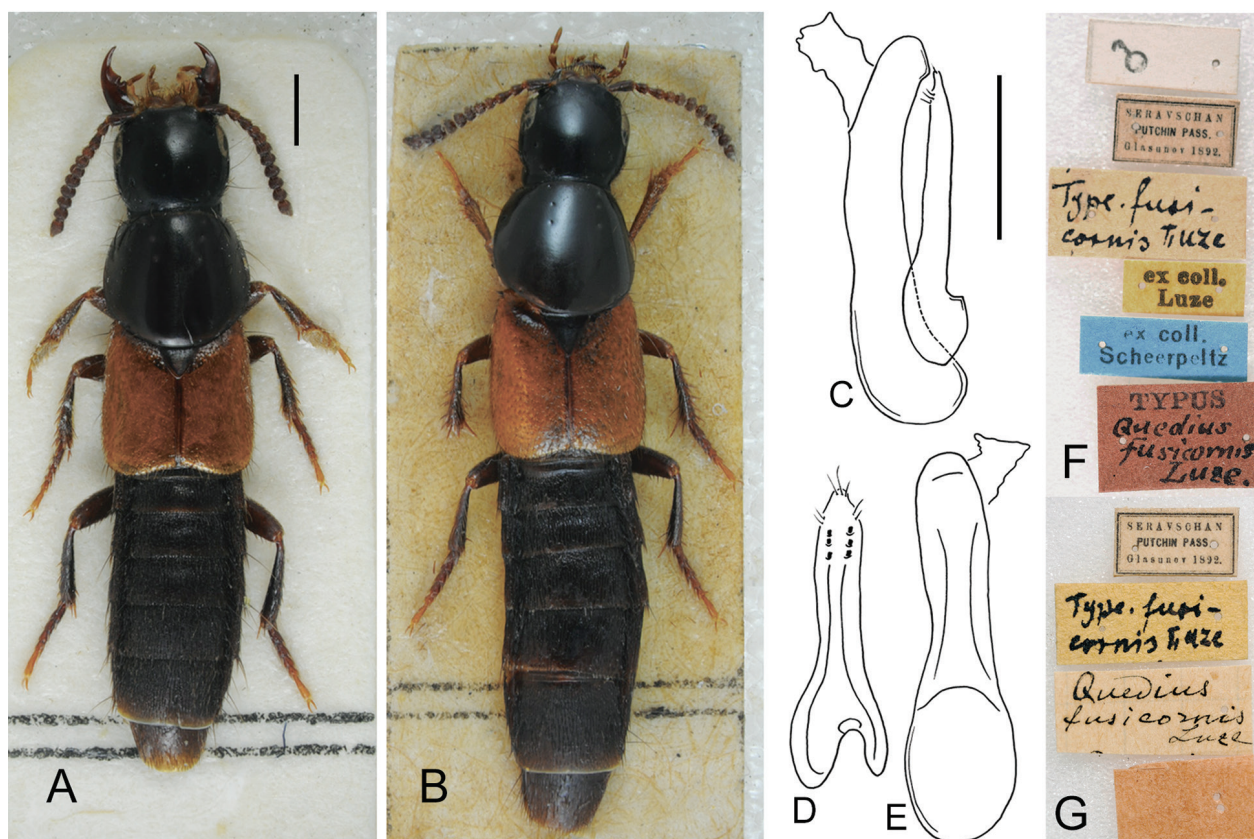 A
B
C
D
E
♂
SERAVSCHAN
PUTCHIN PASS.
Glasunov 1892.
Type. fusi-
cornis Luze
ex coll.
Luze
ex coll.
Scheerpeltz
TYPUS
Quedius
fusicornis
Luze.
F
SERAVSCHAN
PUTCHIN PASS.
Glasunov 1892.
Type. fusi-
cornis Luze
Quedius
fusicornis
Luze
G